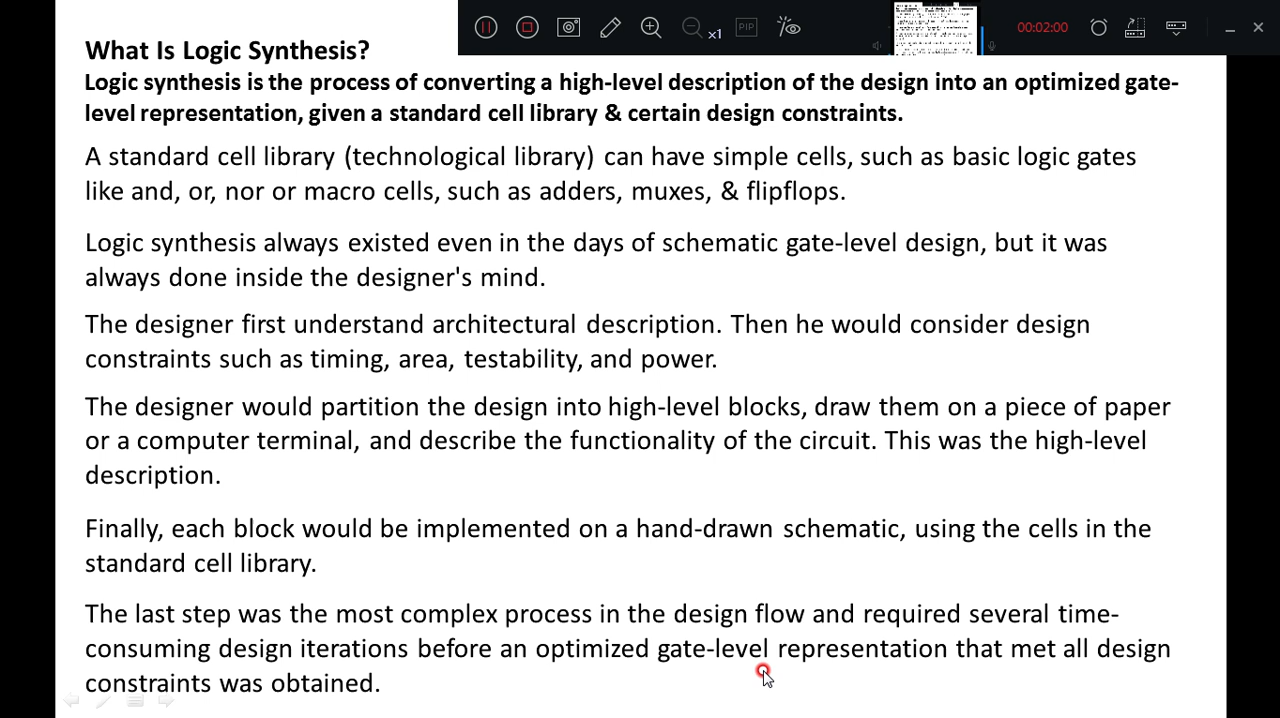 x1
PIP
00:02:00
What Is Logic Synthesis?
Logic synthesis is the process of converting a high-level description of the design into an optimized gate-
level representation, given a standard cell library & certain design constraints.
A standard cell library (technological library) can have simple cells, such as basic logic gates
like and, or, nor or macro cells, such as adders, muxes, & flipflops.
Logic synthesis always existed even in the days of schematic gate-level design, but it was
always done inside the designer's mind.
The designer first understand architectural description. Then he would consider design
constraints such as timing, area, testability, and power.
The designer would partition the design into high-level blocks, draw them on a piece of paper
or a computer terminal, and describe the functionality of the circuit. This was the high-level
description.
Finally, each block would be implemented on a hand-drawn schematic, using the cells in the
standard cell library.
The last step was the most complex process in the design flow and required several time-
consuming design iterations before an optimized gate-level representation that met all design
constraints was obtained.